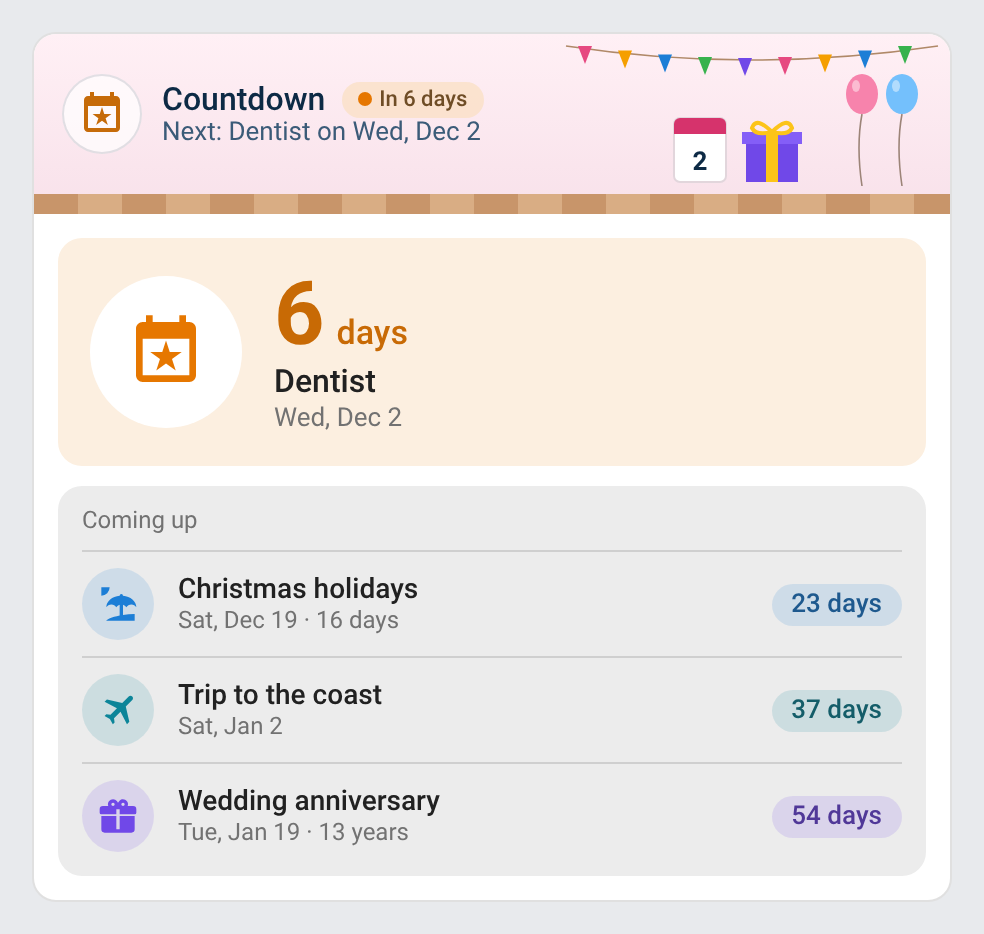 Countdown
In 6 days
Next: Dentist on Wed, Dec 2
2
6 days
Dentist
Wed, Dec 2
Coming up
Christmas holidays
23 days
Sat, Dec 19 · 16 days
Trip to the coast
37 days
Sat, Jan 2
Wedding anniversary
54 days
Tue, Jan 19 · 13 years